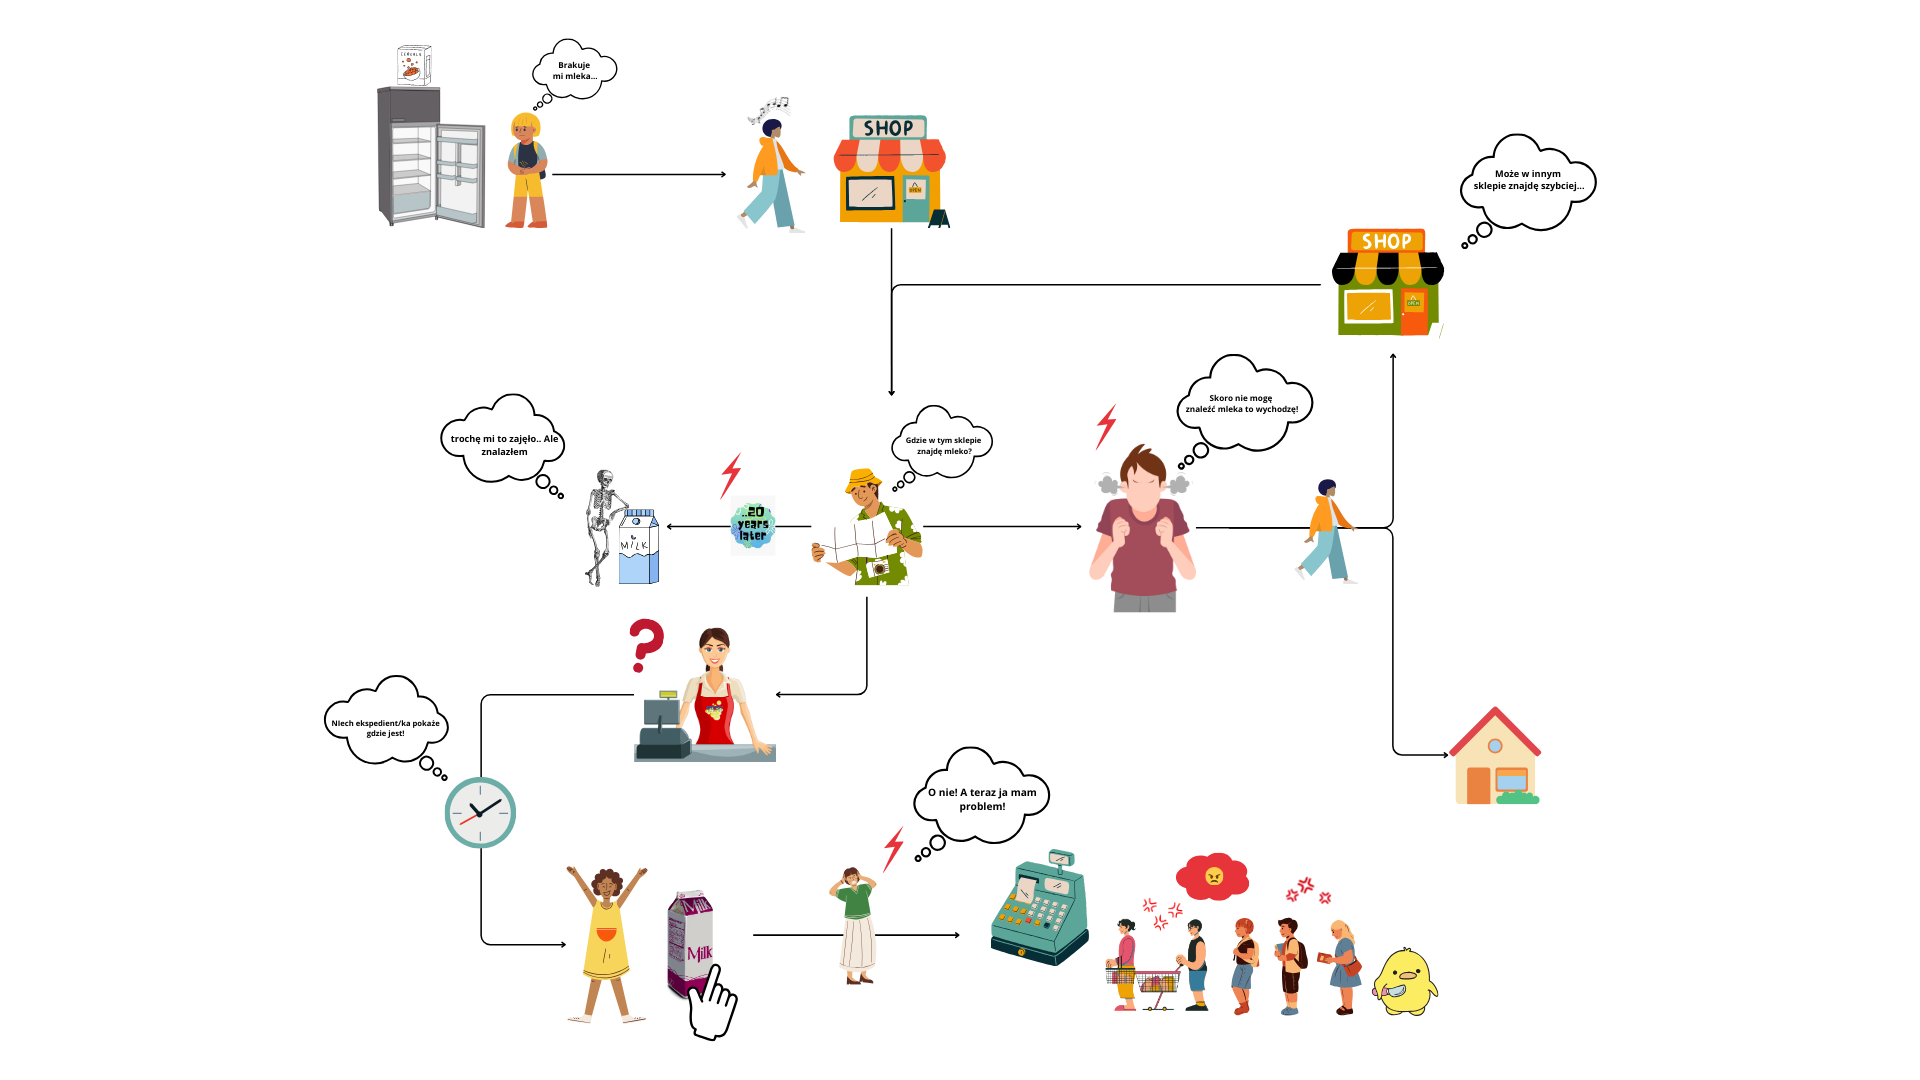 CEREALS
Brakuje
mi mleka...
SHOP
OPEN
Może w innym
sklepie znajdę szybciej...
SHOP
OPEN
Skoro nie mogę
znaleźć mleka to wychodzę!
trochę mi to zajęło.. Ale
znalazłem
Gdzie w tym sklepie
znajdę mleko?
..20
years
later
MILK
?
NIech ekspedient/ka pokaże
gdzie jest!
O nie! A teraz ja mam
problem!
Milk
Milk